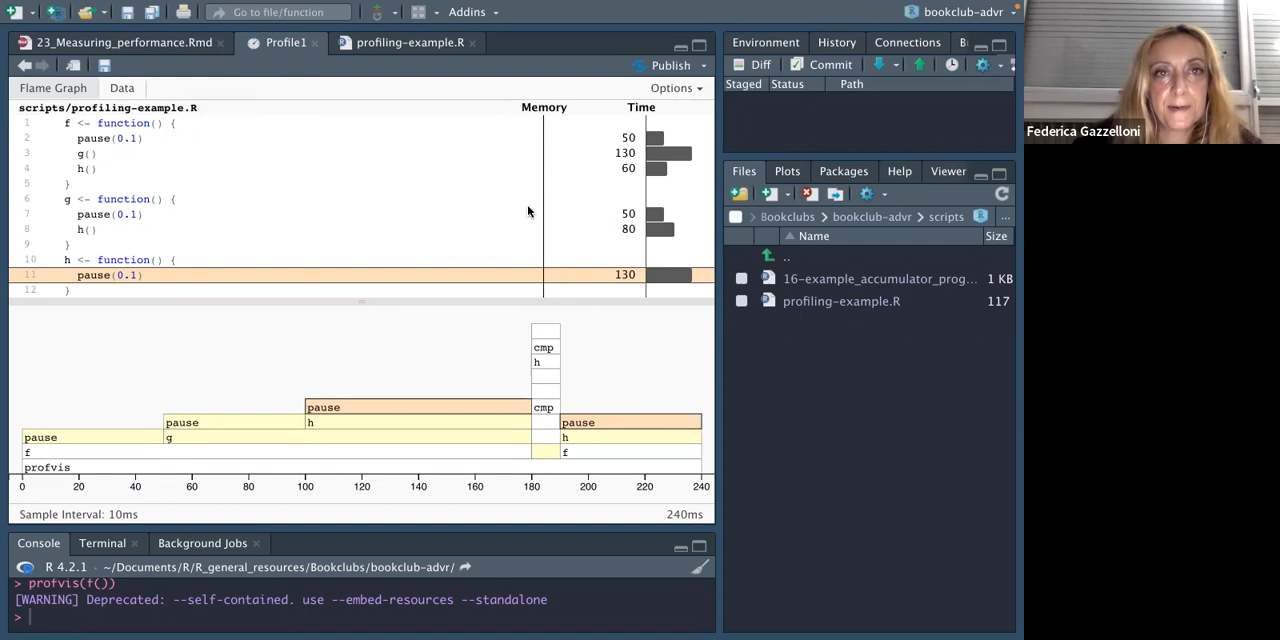 Go to file/function
Addins
bookclub-advr
23_Measuring_performance.Rmd
Profile1
profiling-example.R
Publish
Flame Graph
Data
Options
scripts/profiling-example.R
Memory
Time
1 f <- function() {
2 pause(0.1) 50
3 g() 130
4 h() 60
5 }
6 g <- function() {
7 pause(0.1) 50
8 h() 80
9 }
10 h <- function() {
11 pause(0.1) 130
12 }
cmp
h
pause
cmp
pause
h
pause
pause
g
h
f
f
profvis
0 20 40 60 80 100 120 140 160 180 200 220 240
Sample Interval: 10ms
240ms
Console
Terminal
Background Jobs
R 4.2.1 · ~/Documents/R/R_general_resources/Bookclubs/bookclub-advr/
> profvis(f())
[WARNING] Deprecated: --self-contained. use --embed-resources --standalone
>
Environment
History
Connections
Diff
Commit
Staged
Status
Path
Files
Plots
Packages
Help
Viewer
Bookclubs
bookclub-advr
scripts
...
Name
Size
..
16-example_accumulator_prog...
1 KB
profiling-example.R
117
Federica Gazzelloni